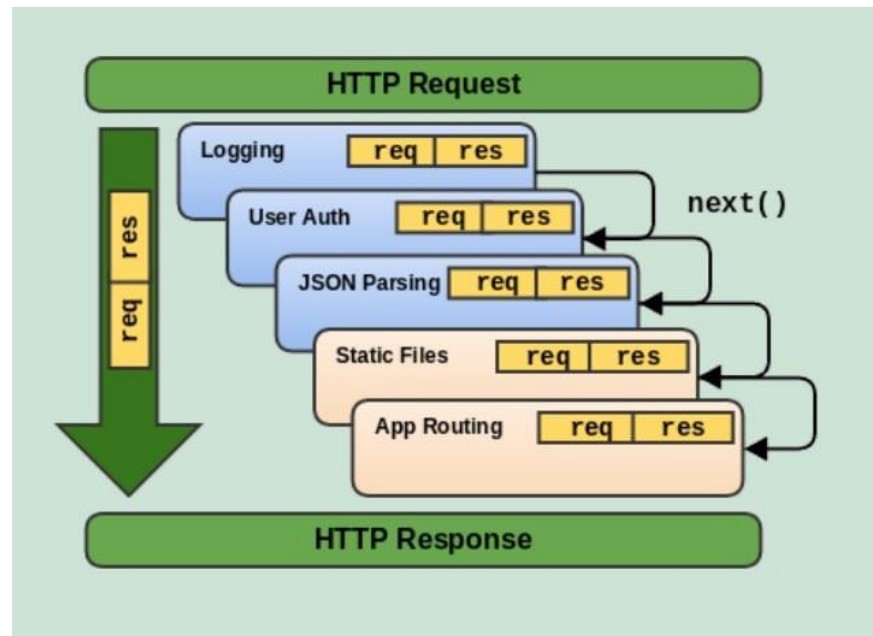 HTTP Request
Logging req res
next()
User Auth req res
JSON Parsing req res
Static Files req res
App Routing req res
req res
HTTP Response